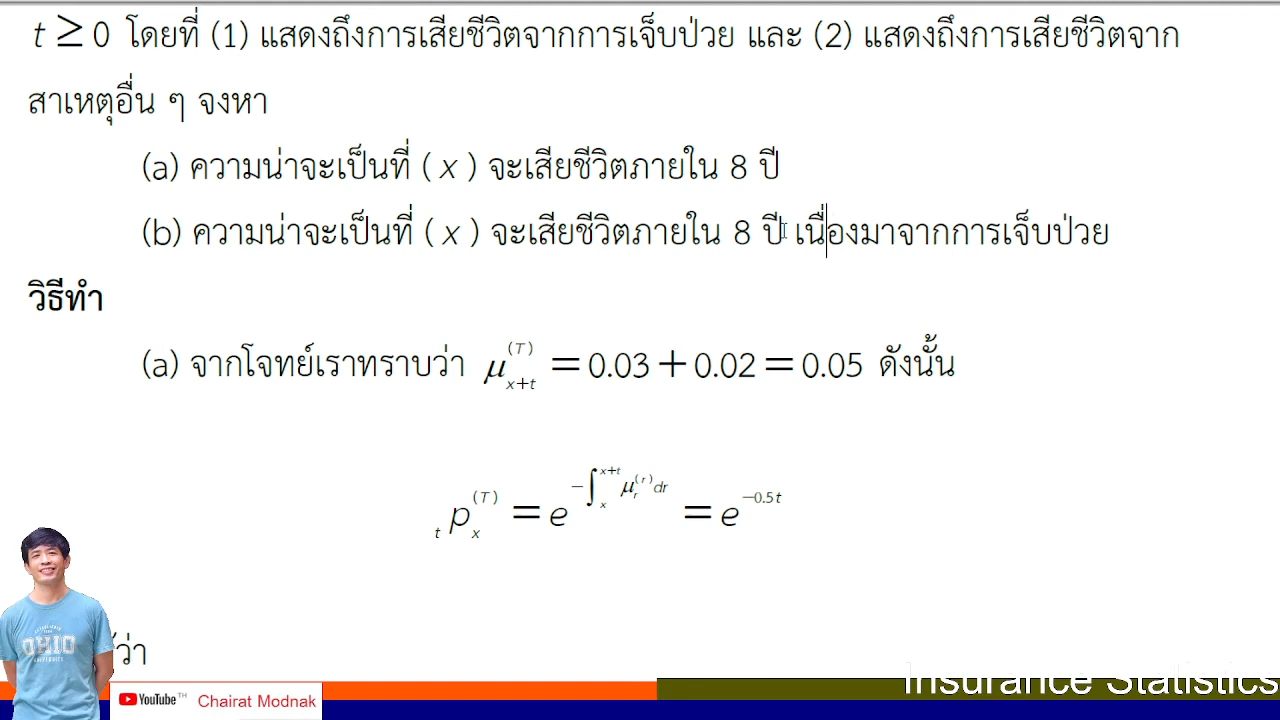 t ≥ 0 โดยที่ (1) แสดงถึงการเสียชีวิตจากการเจ็บป่วย และ (2) แสดงถึงการเสียชีวิตจาก
สาเหตุอื่น ๆ จงหา
(a) ความน่าจะเป็นที่ ( x ) จะเสียชีวิตภายใน 8 ปี
(b) ความน่าจะเป็นที่ ( x ) จะเสียชีวิตภายใน 8 ปี เนื่องมาจากการเจ็บป่วย
วิธีทำ
(a) จากโจทย์เราทราบว่า μ_{x+t}^{(T)} = 0.03 + 0.02 = 0.05 ดังนั้น
_{t}p_{x}^{(T)} = e^{-∫_{x}^{x+t} μ_{r}^{(r)} dr} = e^{-0.5t}
ว่า
OHIO
YouTube TH Chairat Modnak
Insurance Statistics